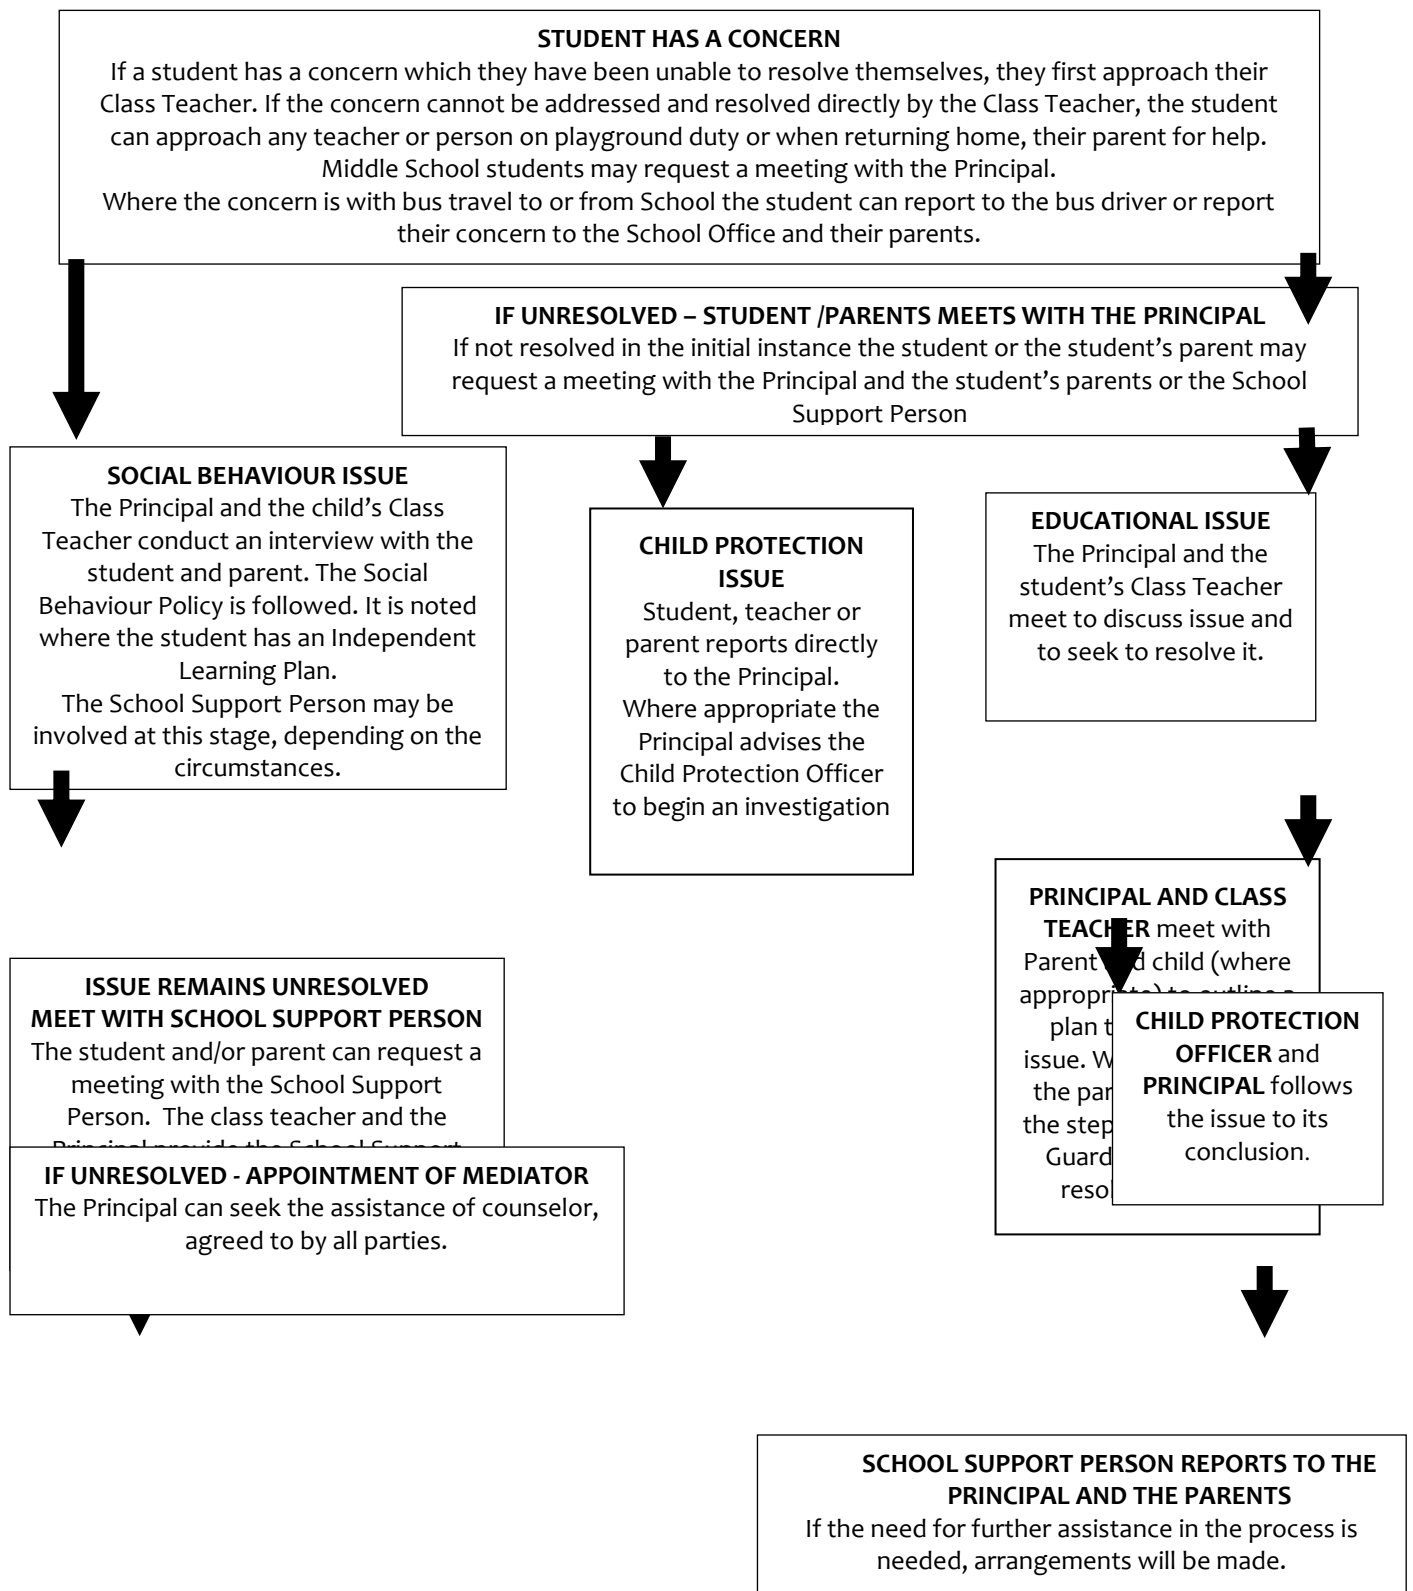 STUDENT HAS A CONCERN
If a student has a concern which they have been unable to resolve themselves, they first approach their
Class Teacher. If the concern cannot be addressed and resolved directly by the Class Teacher, the student
can approach any teacher or person on playground duty or when returning home, their parent for help.
Middle School students may request a meeting with the Principal.
Where the concern is with bus travel to or from School the student can report to the bus driver or report
their concern to the School Office and their parents.
IF UNRESOLVED – STUDENT /PARENTS MEETS WITH THE PRINCIPAL
If not resolved in the initial instance the student or the student’s parent may
request a meeting with the Principal and the student’s parents or the School
Support Person
SOCIAL BEHAVIOUR ISSUE
The Principal and the child’s Class
Teacher conduct an interview with the
student and parent. The Social
Behaviour Policy is followed. It is noted
where the student has an Independent
Learning Plan.
The School Support Person may be
involved at this stage, depending on the
circumstances.
CHILD PROTECTION
ISSUE
Student, teacher or
parent reports directly
to the Principal.
Where appropriate the
Principal advises the
Child Protection Officer
to begin an investigation
EDUCATIONAL ISSUE
The Principal and the
student’s Class Teacher
meet to discuss issue and
to seek to resolve it.
PRINCIPAL AND CLASS
TEACHER meet with
Parent child (where
appropriate) to outline a
plan
issue.
the
the
ISSUE REMAINS UNRESOLVED
MEET WITH SCHOOL SUPPORT PERSON
The student and/or parent can request a
meeting with the School Support
Person. The class teacher and the
Principal provide the School Support
CHILD PROTECTION
OFFICER and
PRINCIPAL follows
the issue to its
conclusion.
IF UNRESOLVED - APPOINTMENT OF MEDIATOR
The Principal can seek the assistance of counselor,
agreed to by all parties.
SCHOOL SUPPORT PERSON REPORTS TO THE
PRINCIPAL AND THE PARENTS
If the need for further assistance in the process is
needed, arrangements will be made.